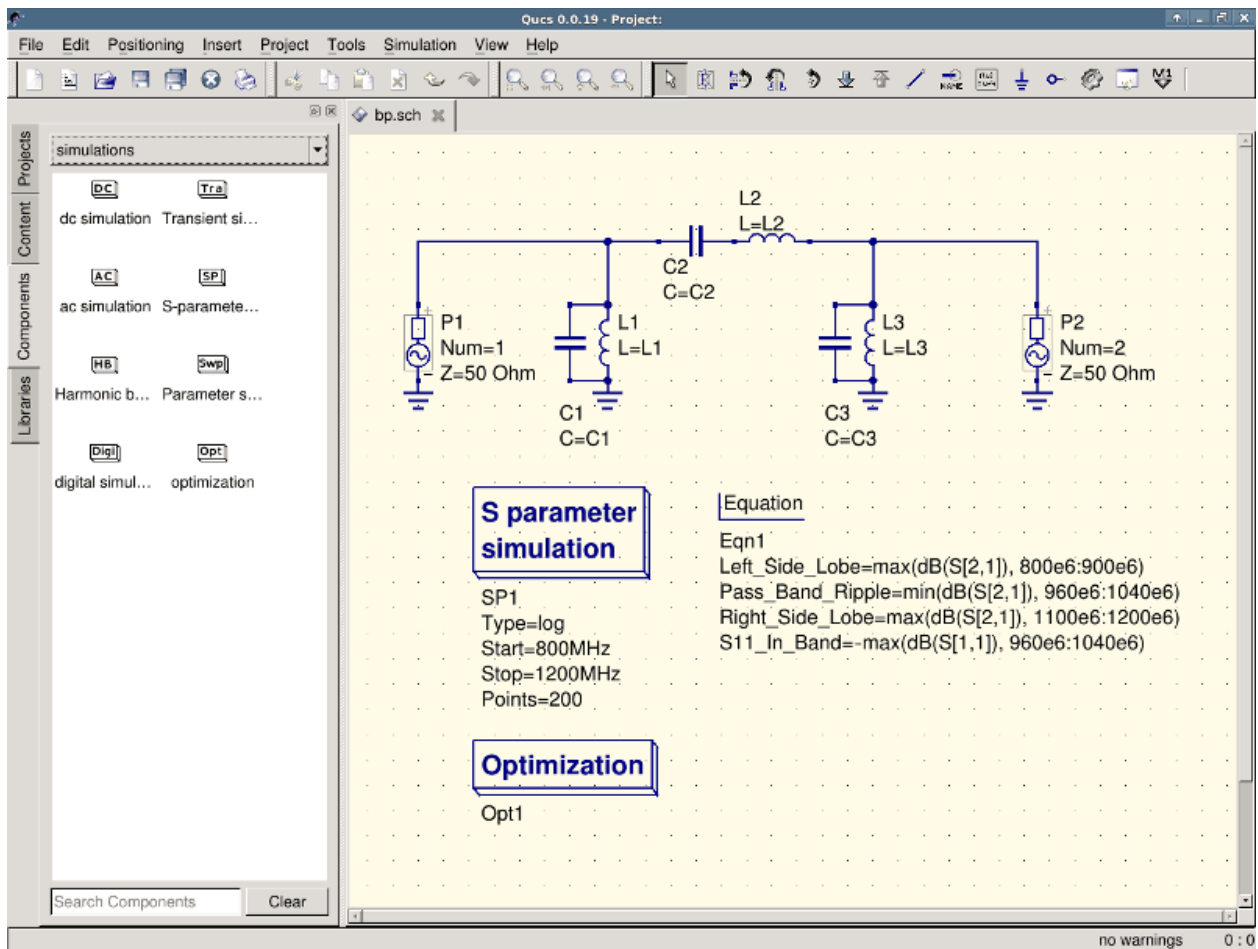 Qucs 0.0.19 - Project:
File Edit Positioning Insert Project Tools Simulation View Help
NAME
M1
Projects
Content
Components
Libraries
simulations
DC
Tra
dc simulation Transient si...
AC
SP
ac simulation S-paramete...
HB
Swp
Harmonic b... Parameter s...
Digi
Opt
digital simul... optimization
Search Components
Clear
bp.sch
L2
L=L2
C2
C=C2
P1
Num=1
Z=50 Ohm
L1
L=L1
C1
C=C1
L3
L=L3
C3
C=C3
P2
Num=2
Z=50 Ohm
S parameter
simulation
SP1
Type=log
Start=800MHz
Stop=1200MHz
Points=200
Equation
Eqn1
Left_Side_Lobe=max(dB(S[2,1]), 800e6:900e6)
Pass_Band_Ripple=min(dB(S[2,1]), 960e6:1040e6)
Right_Side_Lobe=max(dB(S[2,1]), 1100e6:1200e6)
S11_In_Band=-max(dB(S[1,1]), 960e6:1040e6)
Optimization
Opt1
no warnings 0 : 0